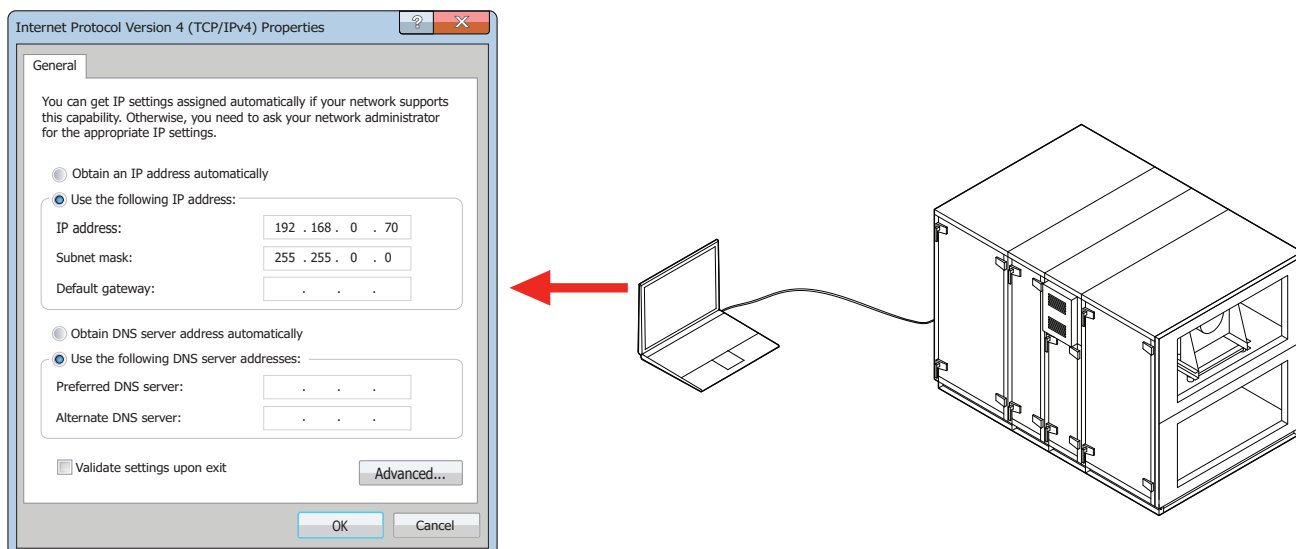 Internet Protocol Version 4 (TCP/IPv4) Properties
?
X
General
You can get IP settings assigned automatically if your network supports
this capability. Otherwise, you need to ask your network administrator
for the appropriate IP settings.
Obtain an IP address automatically
Use the following IP address:
IP address: 192 . 168 . 0 . 70
Subnet mask: 255 . 255 . 0 . 0
Default gateway: . . .
Obtain DNS server address automatically
Use the following DNS server addresses:
Preferred DNS server: . . .
Alternate DNS server: . . .
Validate settings upon exit
Advanced...
OK Cancel